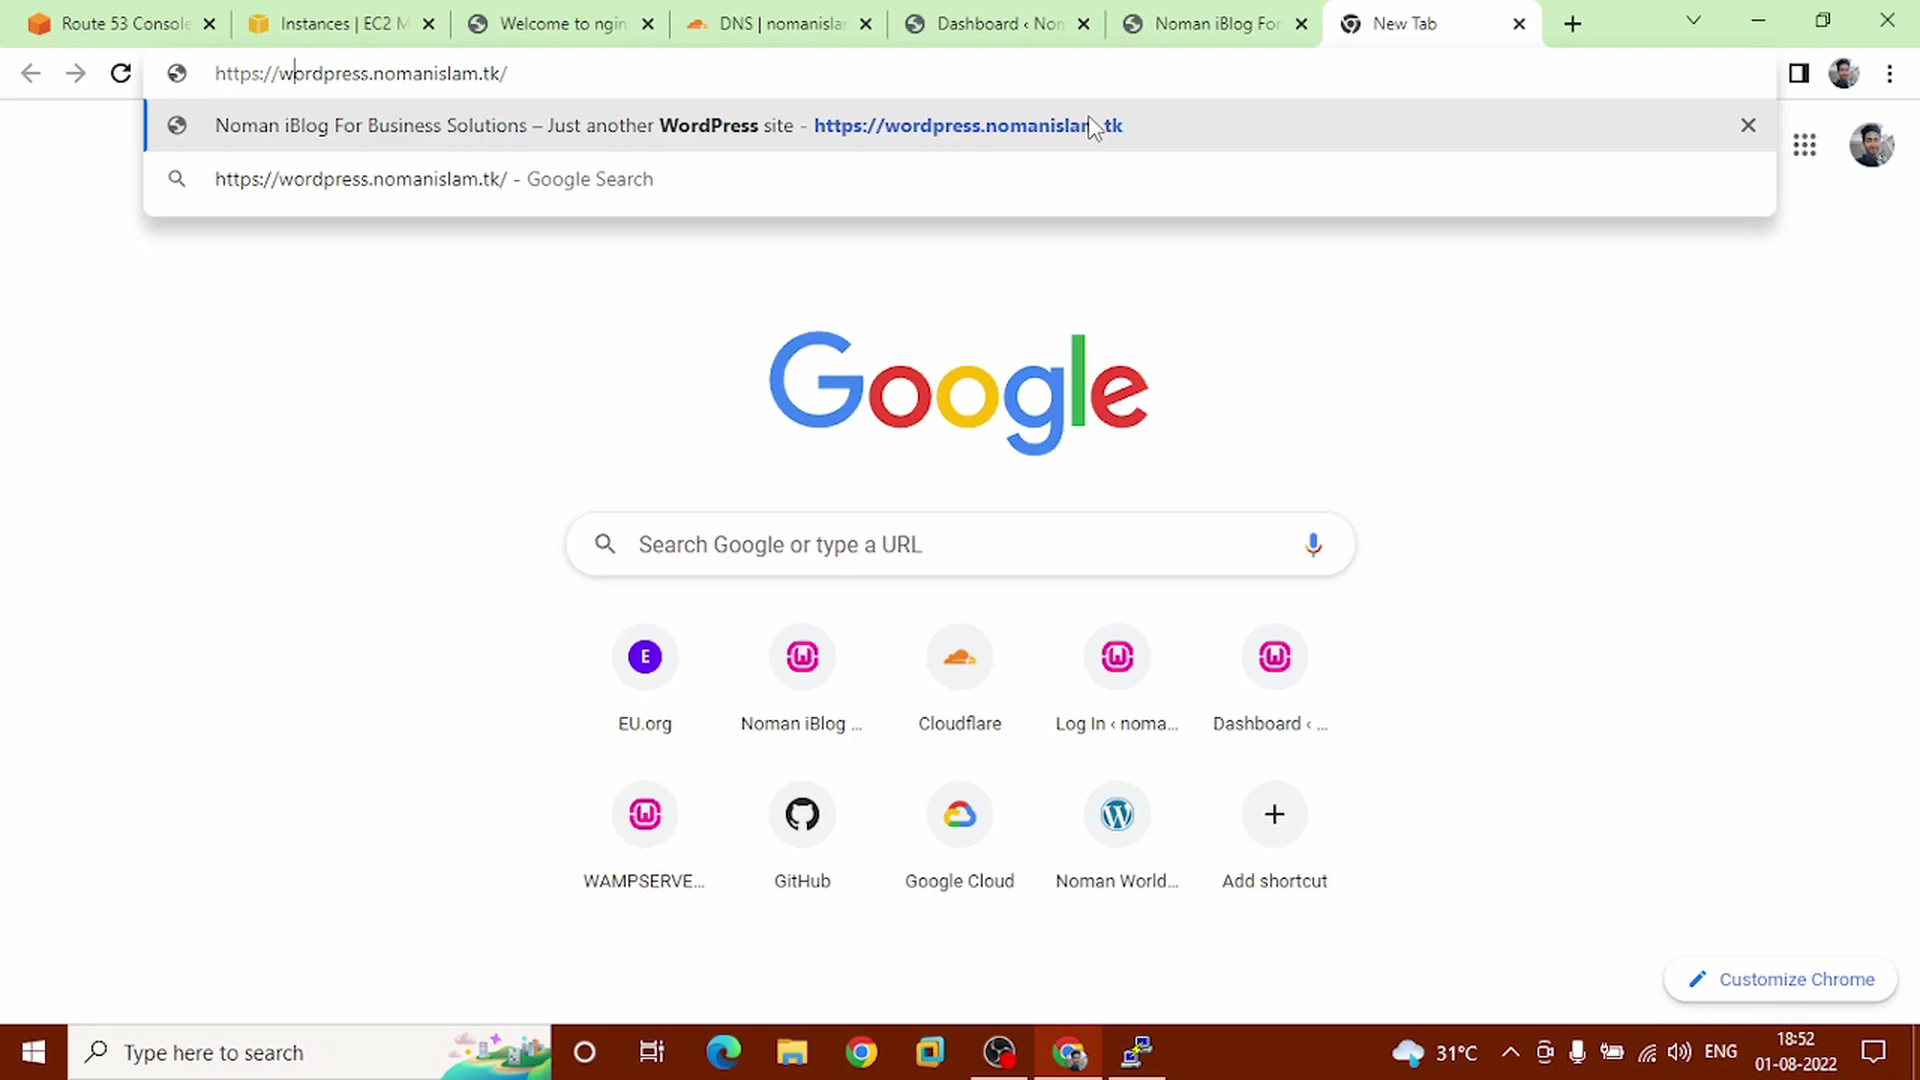 Route 53 Console
Instances | EC2 M
Welcome to ngin
DNS | nomanisla
Dashboard ‹ Non
Noman iBlog For
New Tab
https://wordpress.nomanislam.tk/
Noman iBlog For Business Solutions – Just another WordPress site - https://wordpress.nomanislam.tk
https://wordpress.nomanislam.tk/ - Google Search
Google
Search Google or type a URL
E
EU.org
Noman iBlog ...
Cloudflare
Log In ‹ noma...
Dashboard ‹ ...
WAMPSERVE...
GitHub
Google Cloud
Noman World...
Add shortcut
Customize Chrome
Type here to search
31°C
ENG
18:52
01-08-2022